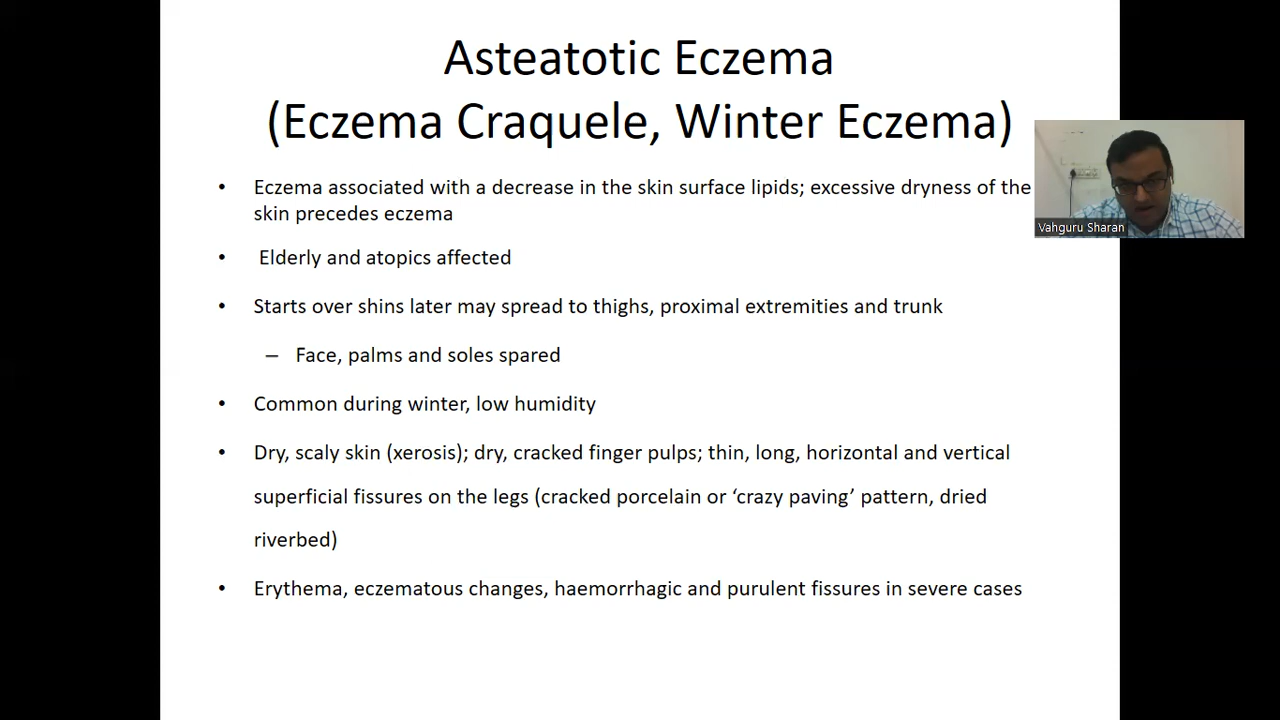 Asteatotic Eczema
(Eczema Craquele, Winter Eczema)
• Eczema associated with a decrease in the skin surface lipids; excessive dryness of the
skin precedes eczema
• Elderly and atopics affected
• Starts over shins later may spread to thighs, proximal extremities and trunk
– Face, palms and soles spared
• Common during winter, low humidity
• Dry, scaly skin (xerosis); dry, cracked finger pulps; thin, long, horizontal and vertical
superficial fissures on the legs (cracked porcelain or ‘crazy paving’ pattern, dried
riverbed)
• Erythema, eczematous changes, haemorrhagic and purulent fissures in severe cases
Vahguru Sharan